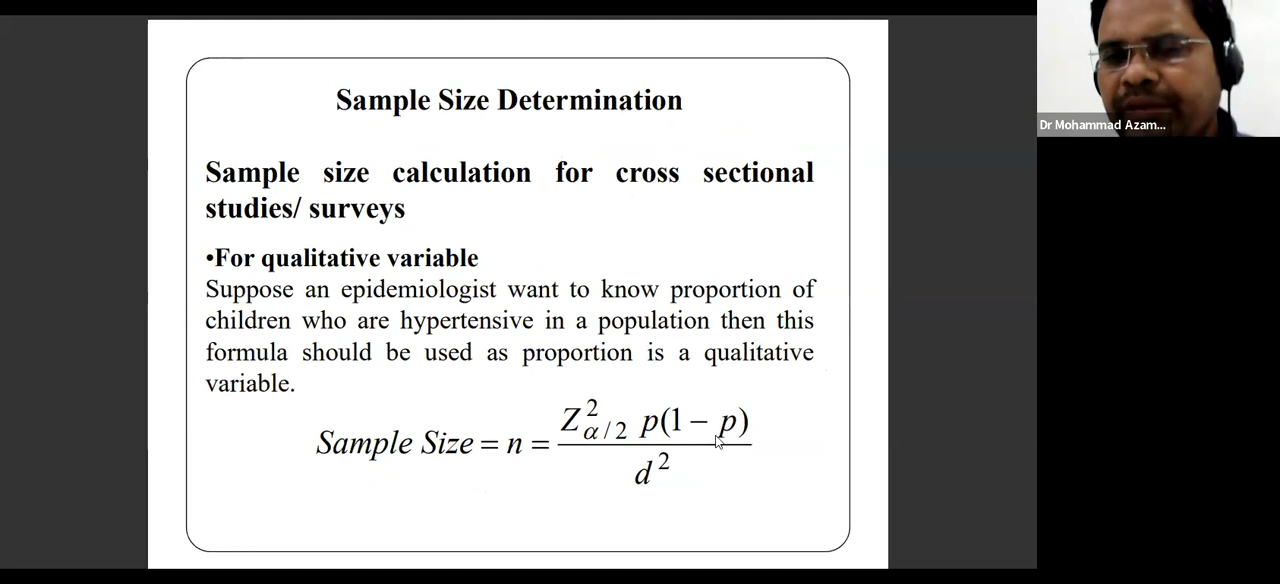 Sample Size Determination
Sample size calculation for cross sectional
studies/ surveys
•For qualitative variable
Suppose an epidemiologist want to know proportion of
children who are hypertensive in a population then this
formula should be used as proportion is a qualitative
variable.
Sample Size = n = Z²α/2 p(1 − p) / d²
Dr Mohammad Azam...